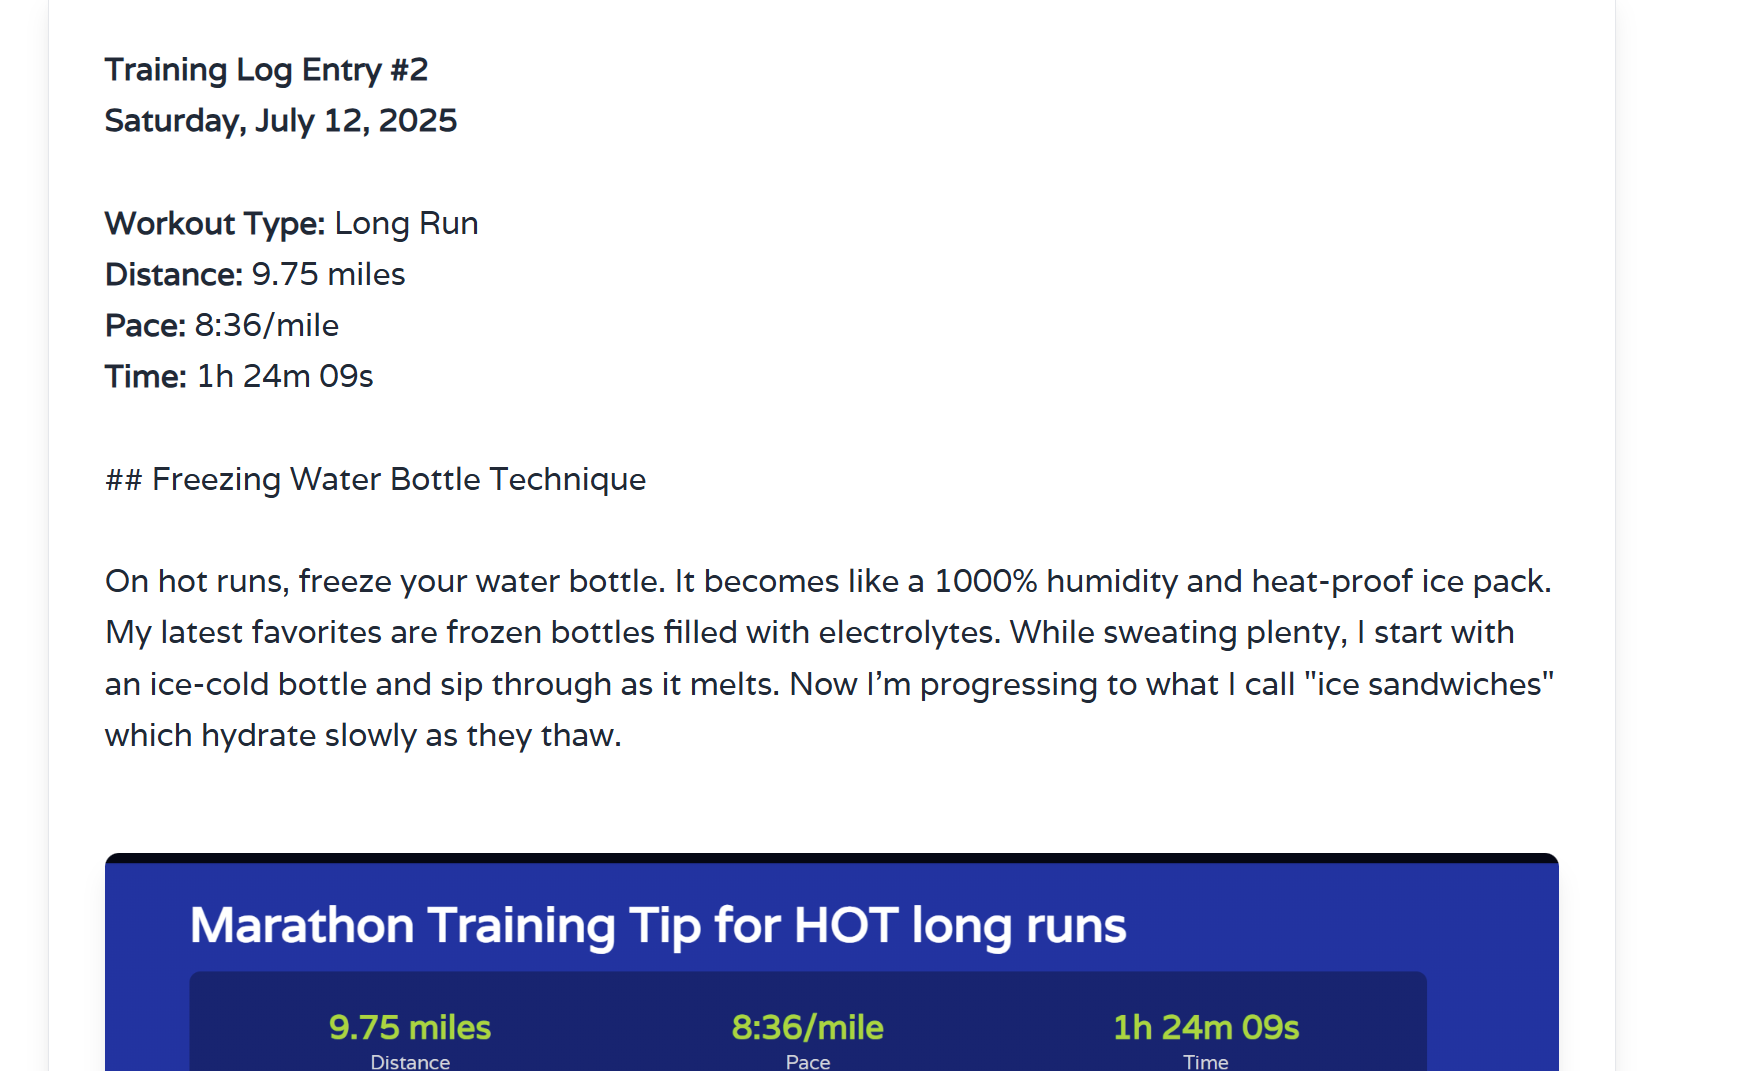 Training Log Entry #2
Saturday, July 12, 2025
Workout Type: Long Run
Distance: 9.75 miles
Pace: 8:36/mile
Time: 1h 24m 09s
## Freezing Water Bottle Technique
On hot runs, freeze your water bottle. It becomes like a 1000% humidity and heat-proof ice pack.
My latest favorites are frozen bottles filled with electrolytes. While sweating plenty, I start with
an ice-cold bottle and sip through as it melts. Now I’m progressing to what I call "ice sandwiches"
which hydrate slowly as they thaw.
Marathon Training Tip for HOT long runs
9.75 miles 8:36/mile 1h 24m 09s
Distance Pace Time